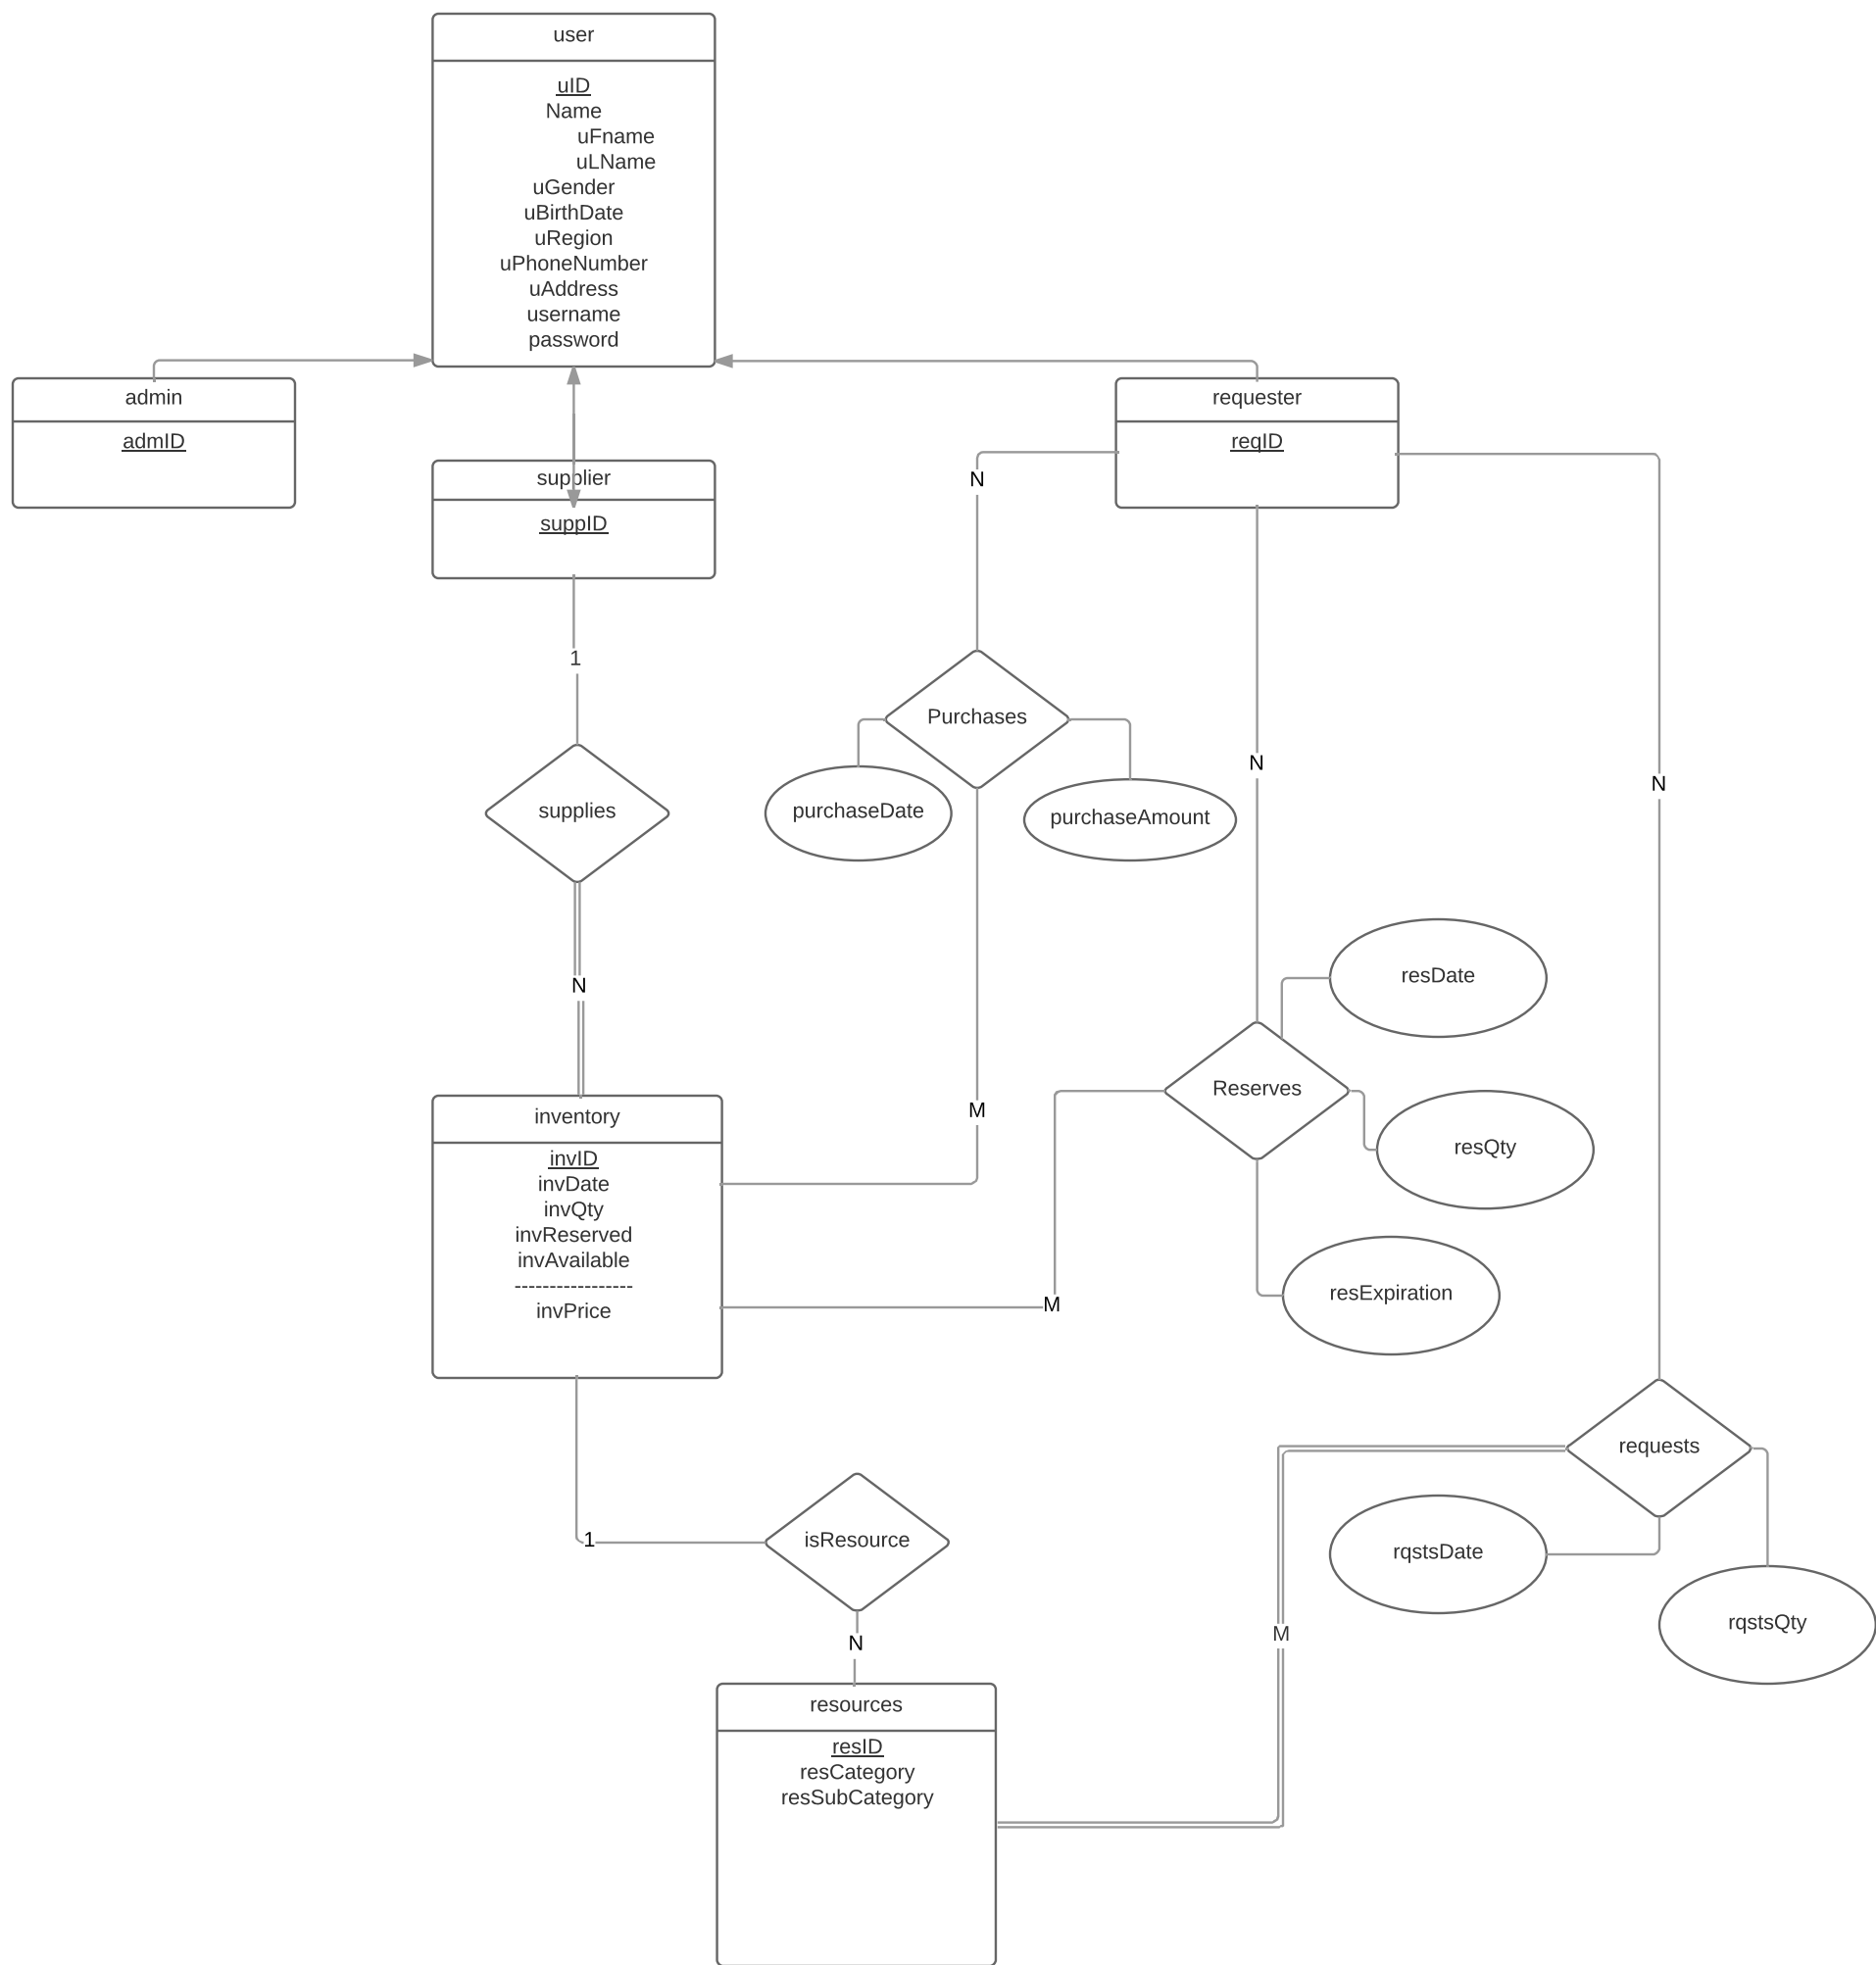 user
uID
Name
uFname
uLName
uGender
uBirthDate
uRegion
uPhoneNumber
uAddress
username
password
admin
admID
supplier
suppID
requester
reqID
N
1
Purchases
N
N
supplies
purchaseDate
purchaseAmount
resDate
N
Reserves
M
inventory
invID
invDate
invQty
invReserved
invAvailable
-----------------
invPrice
resQty
M
resExpiration
requests
1
isResource
rqstsDate
rqstsQty
N
M
resources
resID
resCategory
resSubCategory